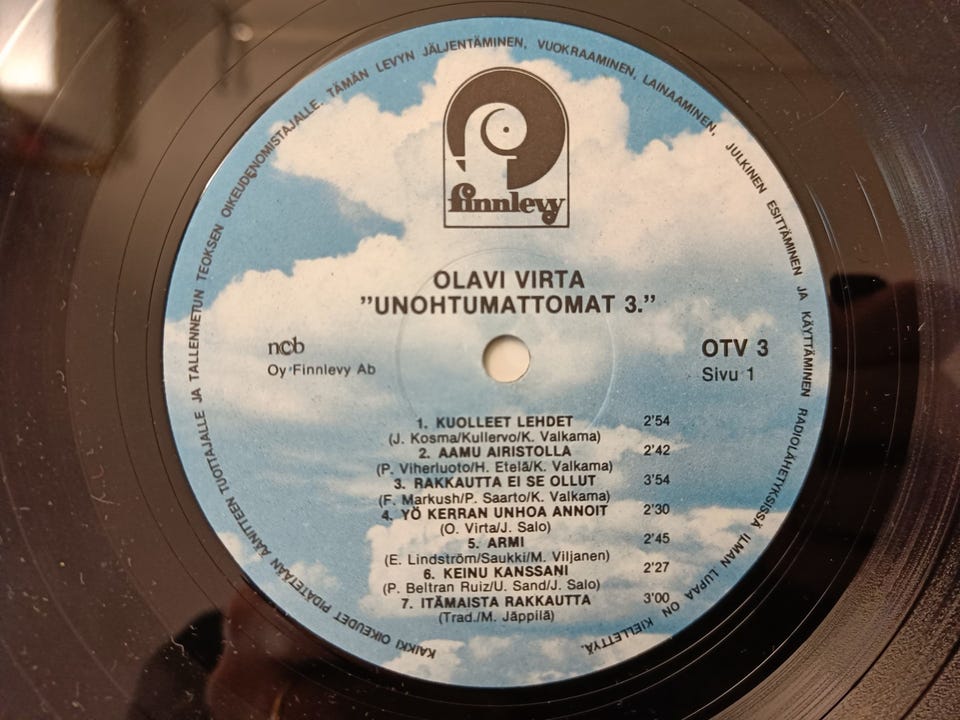 KAIKKI OIKEUDET PIDÄTETÄÄN ÄÄNITTEEN TUOTTAJALLE JA TALLENNETUN TEOKSEN OIKEUDENOMISTAJALLE. TÄMÄN LEVYN JÄLJENTÄMINEN, VUOKRAAMINEN, LAINAAMINEN, JULKINEN ESITTÄMINEN JA KÄYTTÄMINEN RADIOLÄHETYKSISSÄ ILMAN LUPAA ON KIELLETTYÄ.
finnlevy
OLAVI VIRTA
"UNOHTUMATTOMAT 3."
ncb
Oy Finnlevy Ab
OTV 3
Sivu 1
1. KUOLLEET LEHDET 2'54
(J. Kosma/Kullervo/K. Valkama)
2. AAMU AIRISTOLLA 2'42
(P. Viherluoto/H. Etelä/K. Valkama)
3. RAKKAUTTA EI SE OLLUT 3'54
(F. Markush/P. Saarto/K. Valkama)
4. YÖ KERRAN UNHOA ANNOIT 2'30
(O. Virta/J. Salo)
5. ARMI 2'45
(E. Lindström/Saukki/M. Viljanen)
6. KEINU KANSSANI 2'27
(P. Beltran Ruiz/U. Sand/J. Salo)
7. ITÄMAISTA RAKKAUTTA 3'00
(Trad./M. Jäppilä)